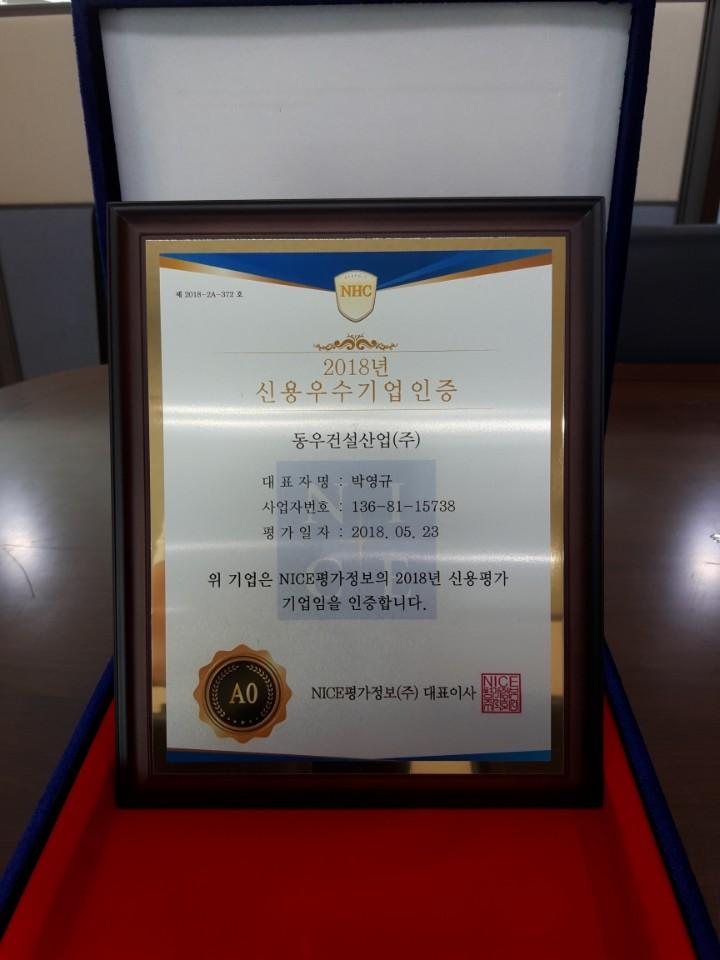 제 2018-2A-372 호
NHC
2018년
신용우수기업인증
동우건설산업(주)
대 표 자 명 : 박영규
사업자번호 : 136-81-15738
평 가 일 자 : 2018. 05. 23
NI
CE
위 기업은 NICE평가정보의 2018년 신용평가
기업임을 인증합니다.
A0
NICE평가정보(주) 대표이사
NICE